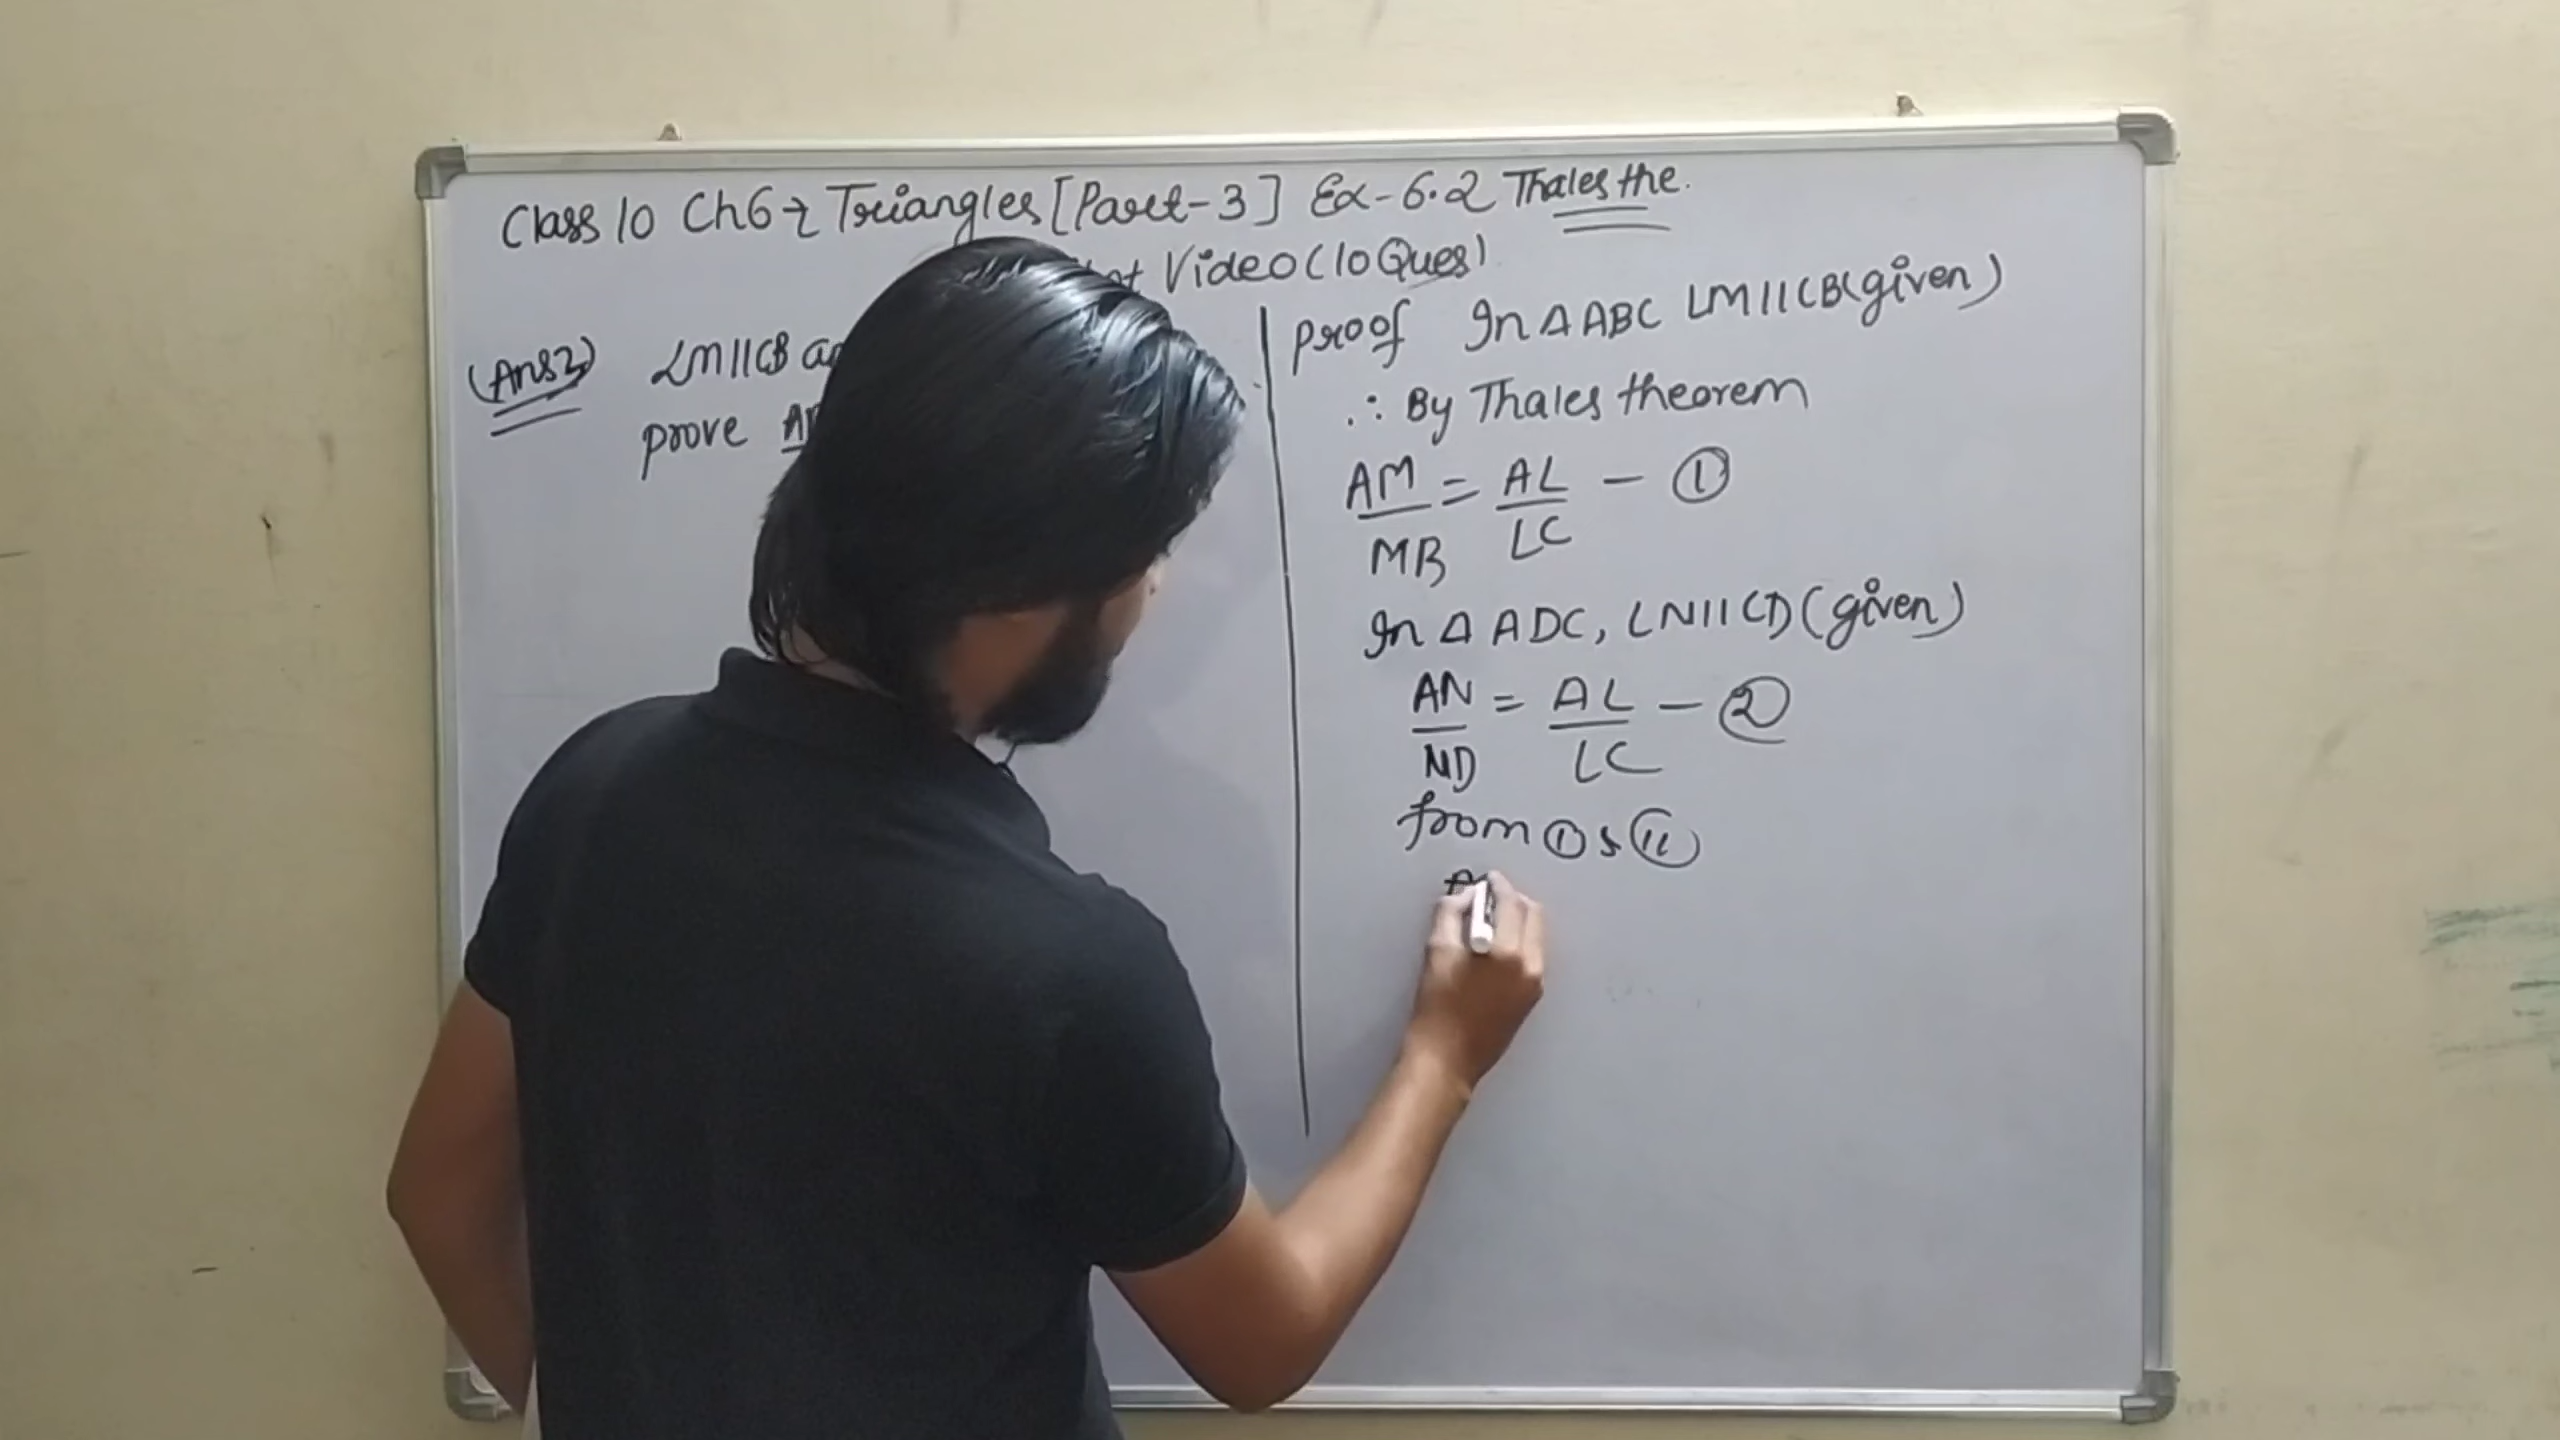 Class 10 Ch6 → Triangles [Part-3] Ex-6.2 Thales the.
Video (10 Ques)
(Ans2) LM||CB
prove
proof In △ ABC LM||CB (given)
∴ By Thales theorem
AM/MB = AL/LC - ①
In △ ADC, LN||CD (given)
AN/ND = AL/LC - ②
from ① & ⑪